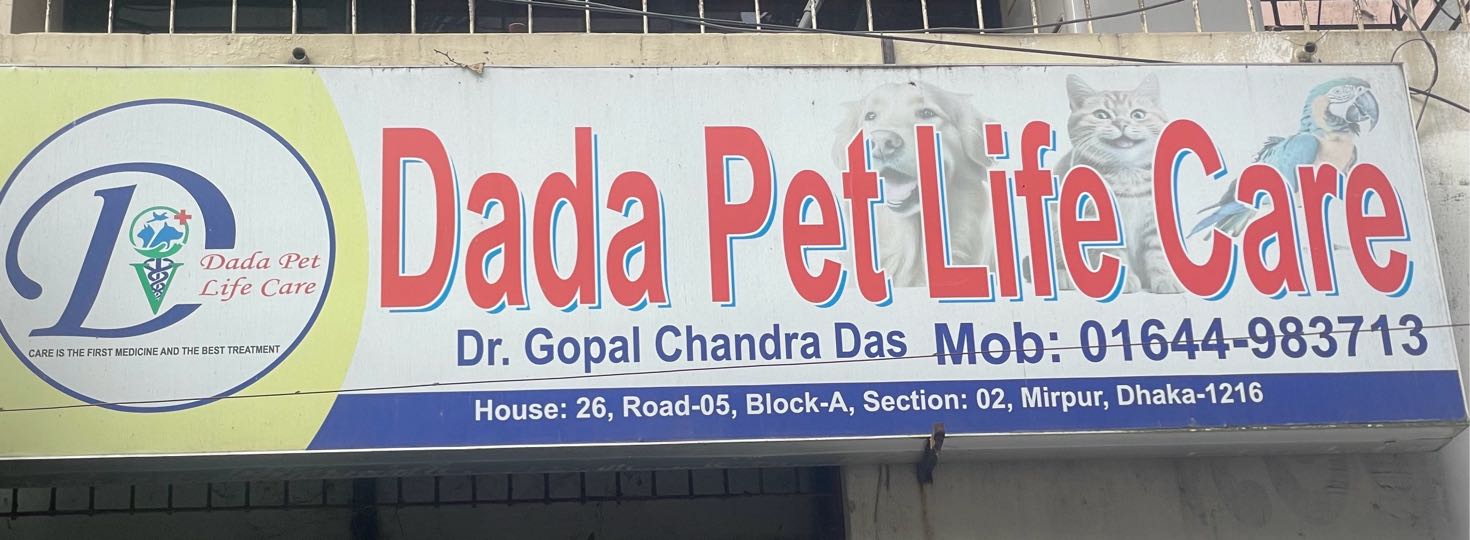 Dada Pet
Life Care
CARE IS THE FIRST MEDICINE AND THE BEST TREATMENT
Dada Pet Life Care
Dr. Gopal Chandra Das Mob: 01644-983713
House: 26, Road-05, Block-A, Section: 02, Mirpur, Dhaka-1216